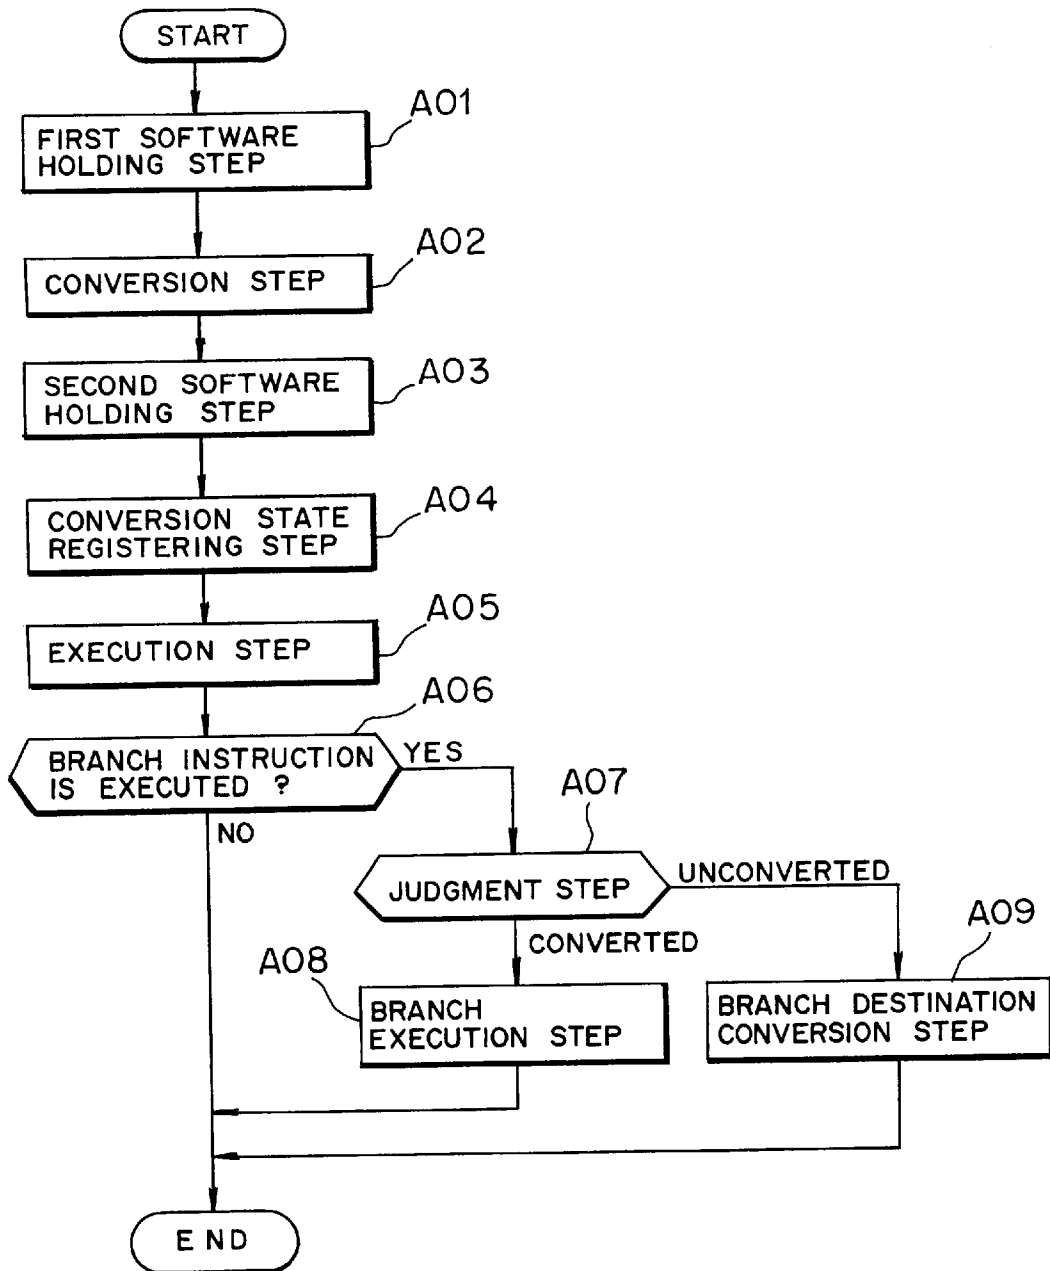 START
A01
FIRST SOFTWARE
HOLDING STEP
A02
CONVERSION STEP
A03
SECOND SOFTWARE
HOLDING STEP
A04
CONVERSION STATE
REGISTERING STEP
A05
EXECUTION STEP
A06
BRANCH INSTRUCTION
IS EXECUTED ?
YES
NO
A07
JUDGMENT STEP
UNCONVERTED
CONVERTED
A08
BRANCH
EXECUTION STEP
A09
BRANCH DESTINATION
CONVERSION STEP
END